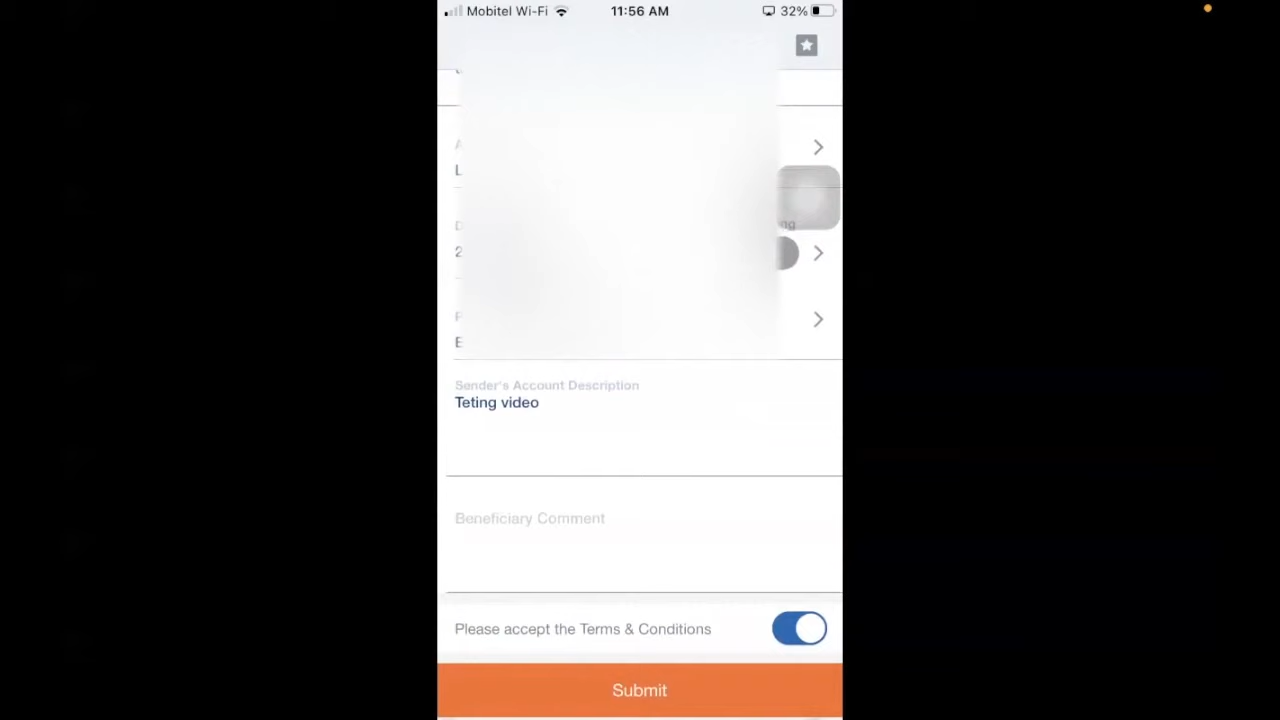 Mobitel Wi-Fi 11:56 AM 32%
ng
Sender's Account Description
Teting video
Beneficiary Comment
Please accept the Terms & Conditions
Submit